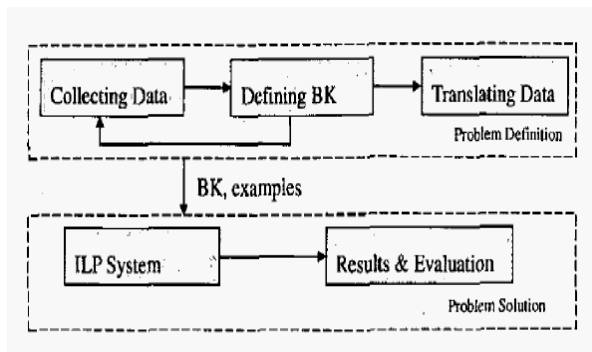 Collecting Data
Defining BK
Translating Data
Problem Definition
BK, examples
ILP System
Results & Evaluation
Problem Solution